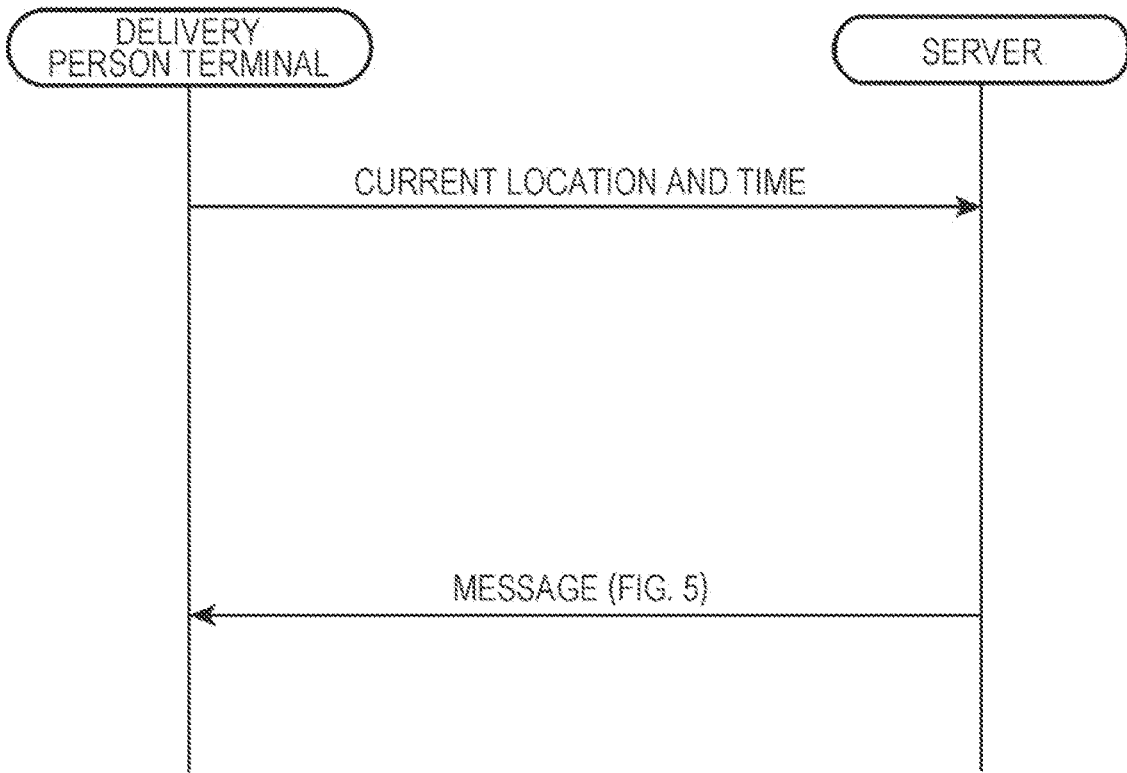 DELIVERY
PERSON TERMINAL
SERVER
CURRENT LOCATION AND TIME
MESSAGE (FIG. 5)